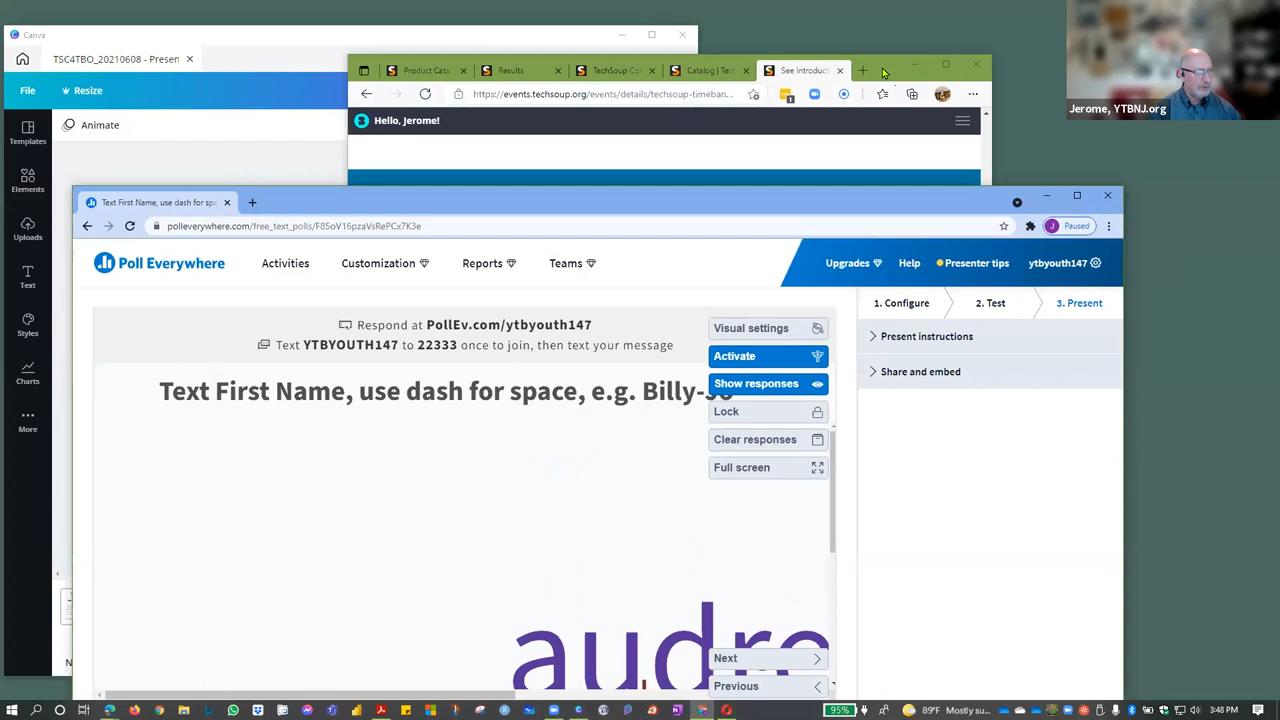 Canva
TSC4TBO_20210608 - Presen
File
Resize
Animate
Templates
Elements
Uploads
Text
Styles
Charts
More
Product Cata
Results
TechSoup Co
Catalog | Tec
See Introducti
https://events.techsoup.org/events/details/techsoup-timeban...
Hello, Jerome!
Jerome, YTBNJ.org
Text First Name, use dash for spa
polleverywhere.com/free_text_polls/F85oV16pzaVsRePCx7K3e
J
Paused
Poll Everywhere
Activities
Customization
Reports
Teams
Upgrades
Help
Presenter tips
ytbyouth147
1. Configure
2. Test
3. Present
Present instructions
Share and embed
Respond at PollEv.com/ytbyouth147
Text YTBYOUTH147 to 22333 once to join, then text your message
Text First Name, use dash for space, e.g. Billy-Jo
Visual settings
Activate
Show responses
Lock
Clear responses
Full screen
audre
Next
Previous
95%
89°F Mostly su...
3:48 PM